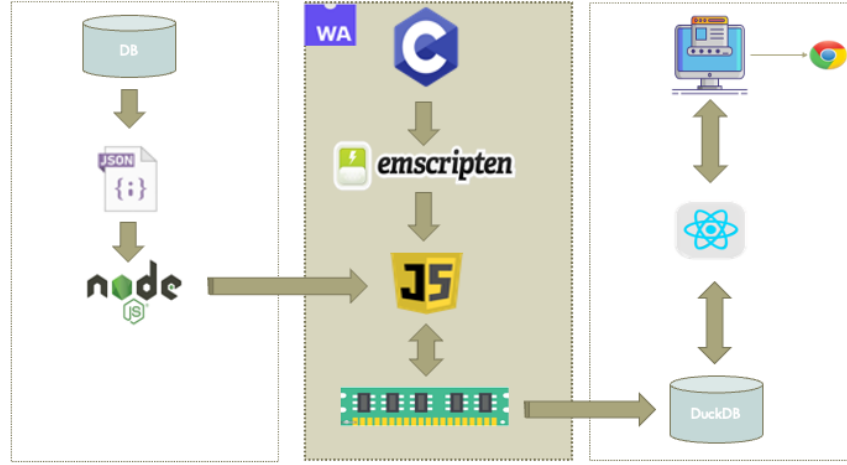 DB
JSON
{;}
node
JS
WA
C
emscripten
JS
DuckDB